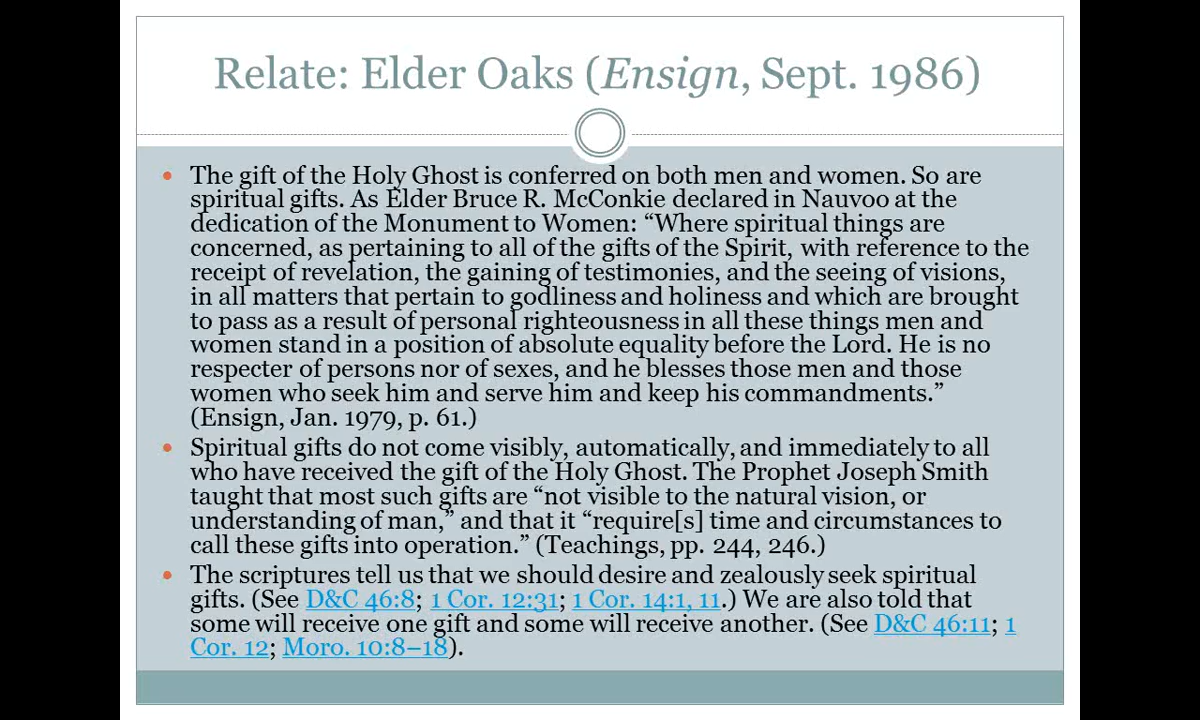 Relate: Elder Oaks (Ensign, Sept. 1986)
• The gift of the Holy Ghost is conferred on both men and women. So are
spiritual gifts. As Elder Bruce R. McConkie declared in Nauvoo at the
dedication of the Monument to Women: “Where spiritual things are
concerned, as pertaining to all of the gifts of the Spirit, with reference to the
receipt of revelation, the gaining of testimonies, and the seeing of visions,
in all matters that pertain to godliness and holiness and which are brought
to pass as a result of personal righteousness in all these things men and
women stand in a position of absolute equality before the Lord. He is no
respecter of persons nor of sexes, and he blesses those men and those
women who seek him and serve him and keep his commandments.”
(Ensign, Jan. 1979, p. 61.)
• Spiritual gifts do not come visibly, automatically, and immediately to all
who have received the gift of the Holy Ghost. The Prophet Joseph Smith
taught that most such gifts are “not visible to the natural vision, or
understanding of man,” and that it “require[s] time and circumstances to
call these gifts into operation.” (Teachings, pp. 244, 246.)
• The scriptures tell us that we should desire and zealously seek spiritual
gifts. (See D&C 46:8; 1 Cor. 12:31; 1 Cor. 14:1, 11.) We are also told that
some will receive one gift and some will receive another. (See D&C 46:11; 1
Cor. 12; Moro. 10:8–18).